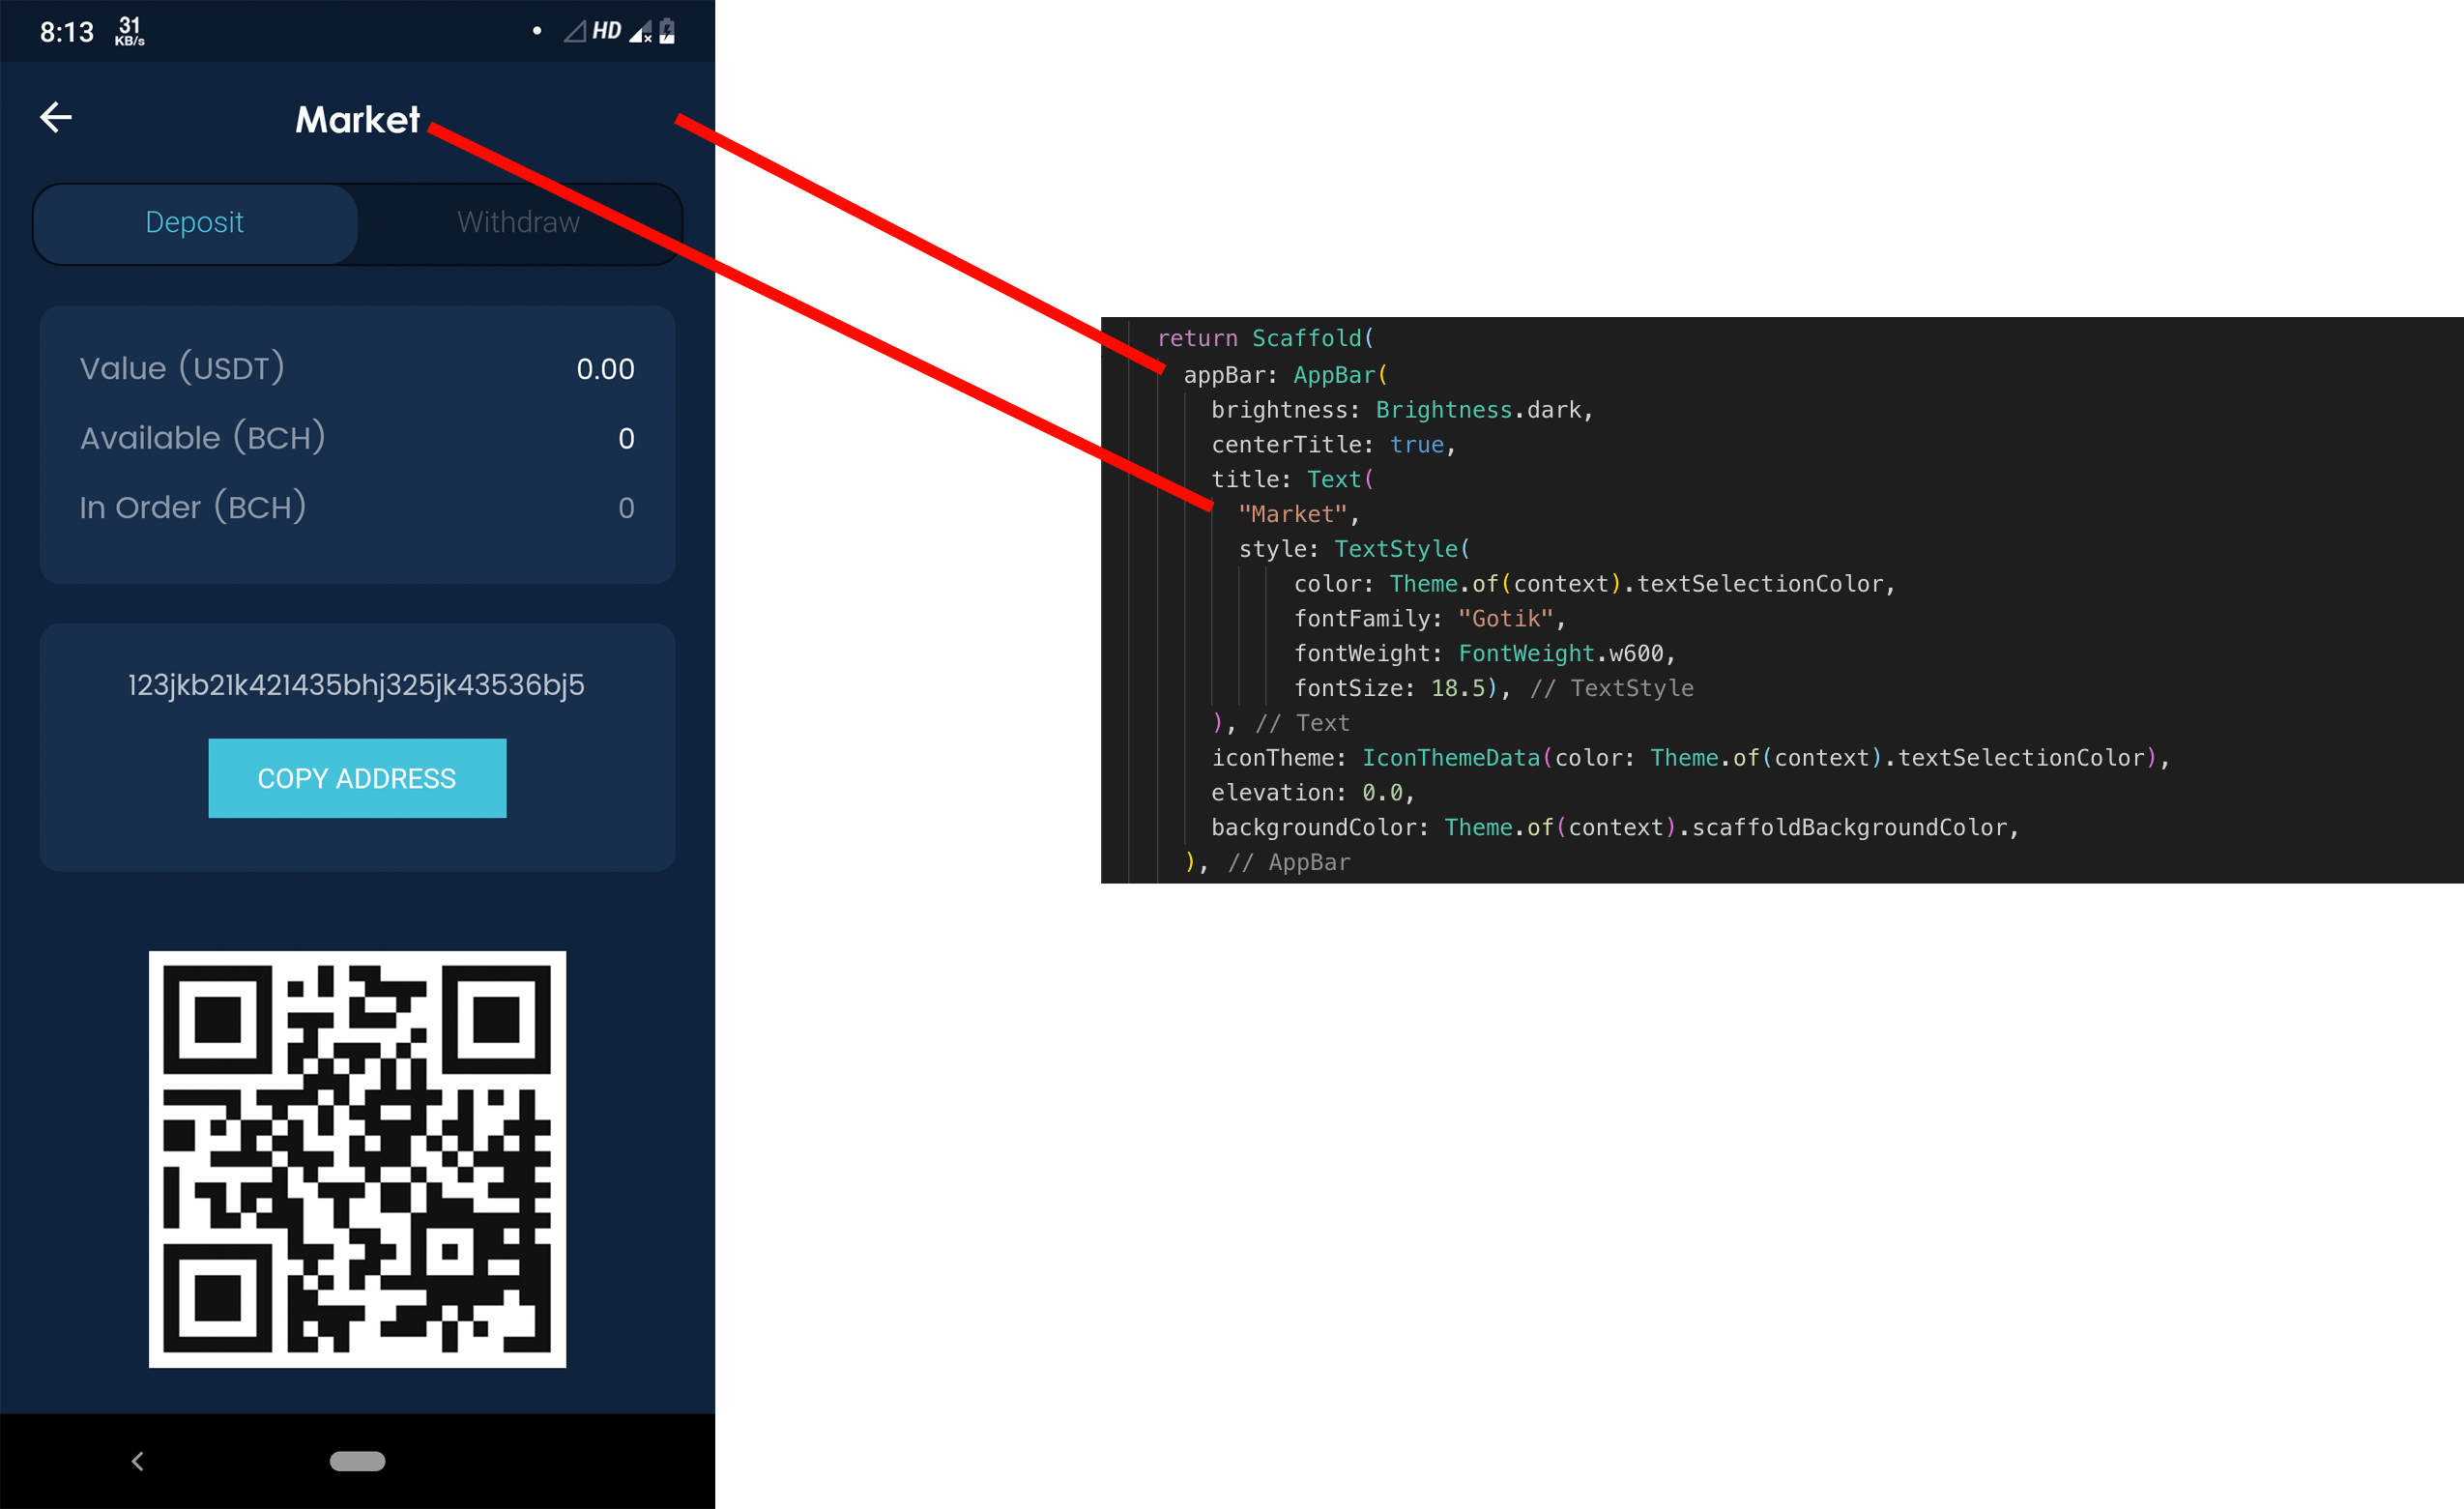 8:13 31 KB/s HD
Market
Deposit Withdraw
Value (USDT) 0.00
Available (BCH) 0
In Order (BCH) 0
123jkb21k421435bhj325jk43536bj5
COPY ADDRESS
return Scaffold(
appBar: AppBar(
brightness: Brightness.dark,
centerTitle: true,
title: Text(
"Market",
style: TextStyle(
color: Theme.of(context).textSelectionColor,
fontFamily: "Gotik",
fontWeight: FontWeight.w600,
fontSize: 18.5), // TextStyle
), // Text
iconTheme: IconThemeData(color: Theme.of(context).textSelectionColor),
elevation: 0.0,
backgroundColor: Theme.of(context).scaffoldBackgroundColor,
), // AppBar